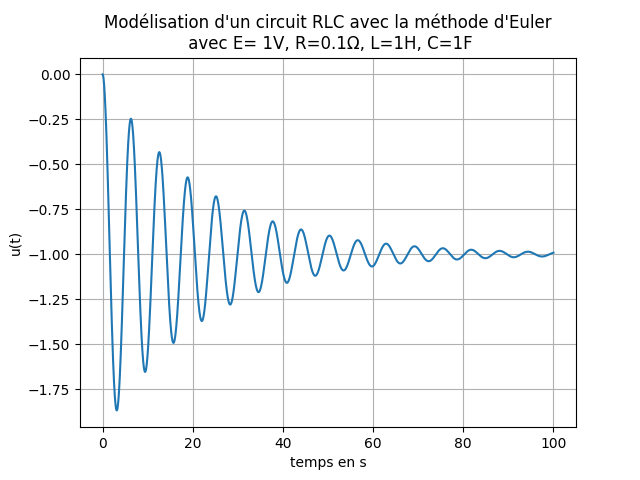 Modélisation d'un circuit RLC avec la méthode d'Euler
avec E= 1V, R=0.1Ω, L=1H, C=1F
0.00
−0.25
−0.50
−0.75
−1.00
−1.25
−1.50
−1.75
u(t)
0 20 40 60 80 100
temps en s